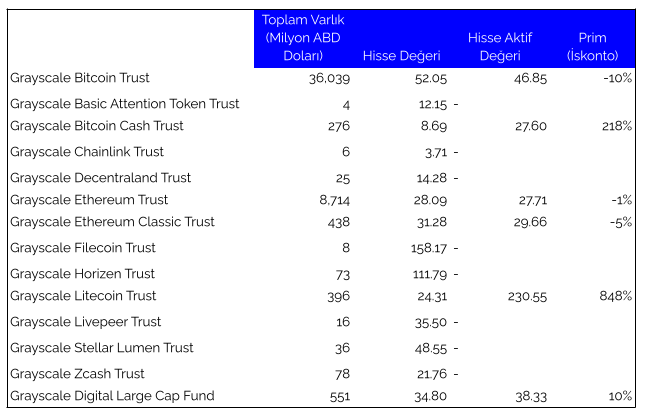 Toplam Varlık
(Milyon ABD Hisse Aktif Prim
Doları) Hisse Değeri Değeri (İskonto)
Grayscale Bitcoin Trust 36,039 52.05 46.85 -10%
Grayscale Basic Attention Token Trust 4 12.15 -
Grayscale Bitcoin Cash Trust 276 8.69 27.60 218%
Grayscale Chainlink Trust 6 3.71 -
Grayscale Decentraland Trust 25 14.28 -
Grayscale Ethereum Trust 8,714 28.09 27.71 -1%
Grayscale Ethereum Classic Trust 438 31.28 29.66 -5%
Grayscale Filecoin Trust 8 158.17 -
Grayscale Horizen Trust 73 111.79 -
Grayscale Litecoin Trust 396 24.31 230.55 848%
Grayscale Livepeer Trust 16 35.50 -
Grayscale Stellar Lumen Trust 36 48.55 -
Grayscale Zcash Trust 78 21.76 -
Grayscale Digital Large Cap Fund 551 34.80 38.33 10%